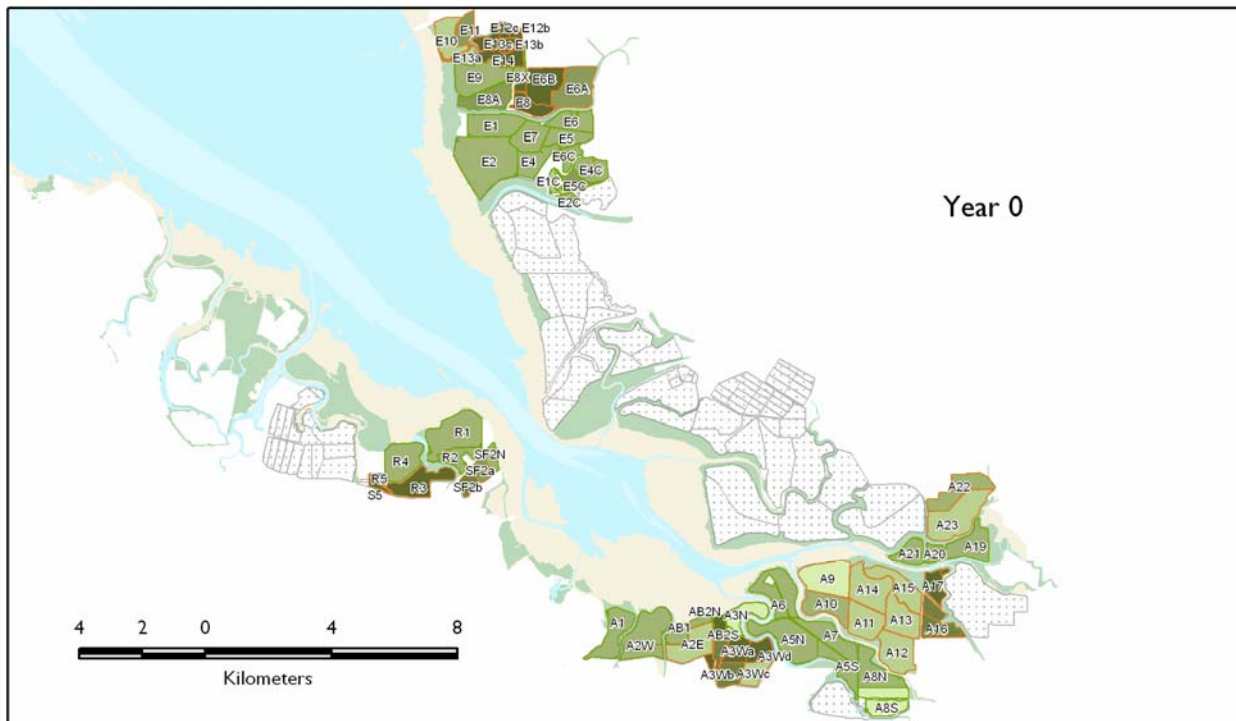 E10 E11 E12c E12b
E13c E13b
E13a E14
E9 E8X E6B E6A
E8A E8
E1 E7 E6
E5
E2 E4 E6C E4C
E1C E5C
E2C
Year 0
R1
R4 R2 SF2N
SF2a
R5 R3 SF2b
S5
A22
A23
A21 A20 A19
A9 A14 A15 A17
A10 A11 A13 A16
A12
A1 A2W AB1 AB2N A3N A6
A2E AB2S A5N A7
A3Wa A3Wd
A3Wb A3Wc A5S A8N
A8S
4 2 0 4 8
Kilometers